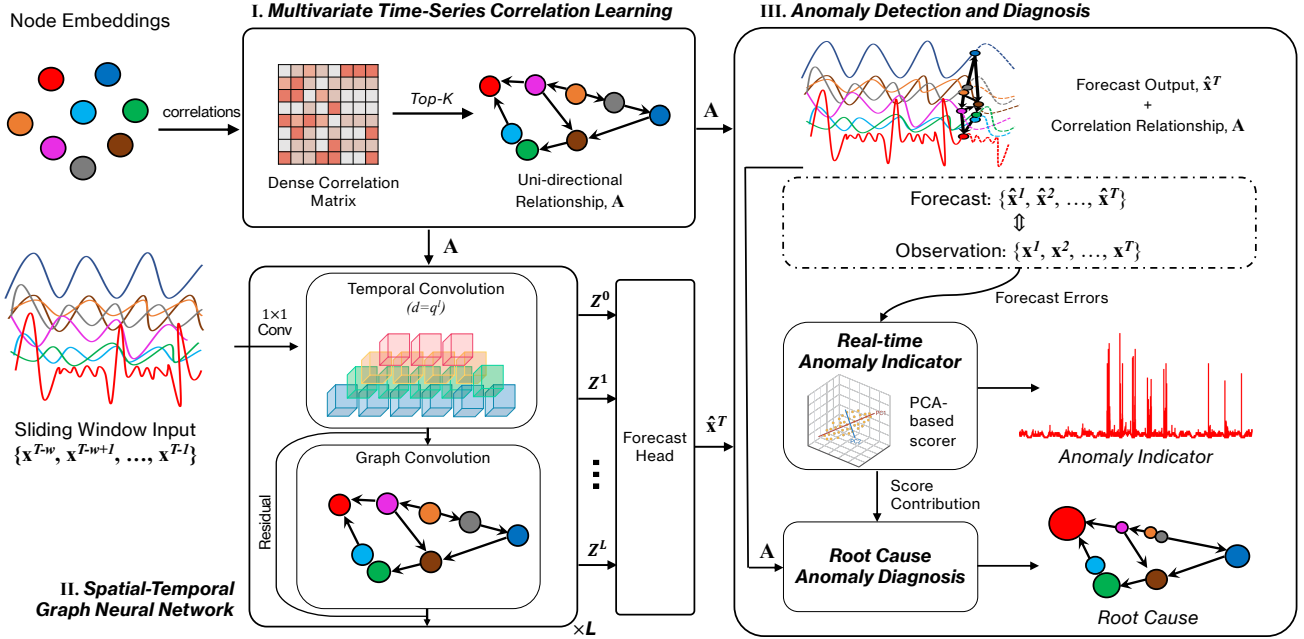 Node Embeddings
correlations
I. Multivariate Time-Series Correlation Learning
Dense Correlation
Matrix
Top-K
Uni-directional
Relationship, A
A
A
Sliding Window Input
{x^{T-w}, x^{T-w+1}, …, x^{T-1}}
II. Spatial-Temporal
Graph Neural Network
1×1
Conv
Temporal Convolution
(d=q^l)
Graph Convolution
Residual
×L
Z^0
Z^1
Z^L
Forecast
Head
x̂^T
III. Anomaly Detection and Diagnosis
Forecast Output, x̂^T
+
Correlation Relationship, A
Forecast: {x̂^1, x̂^2, …, x̂^T}
⇕
Observation: {x^1, x^2, …, x^T}
Forecast Errors
Real-time
Anomaly Indicator
PC1
PC2
PCA-
based
scorer
Anomaly Indicator
Score
Contribution
A
Root Cause
Anomaly Diagnosis
Root Cause